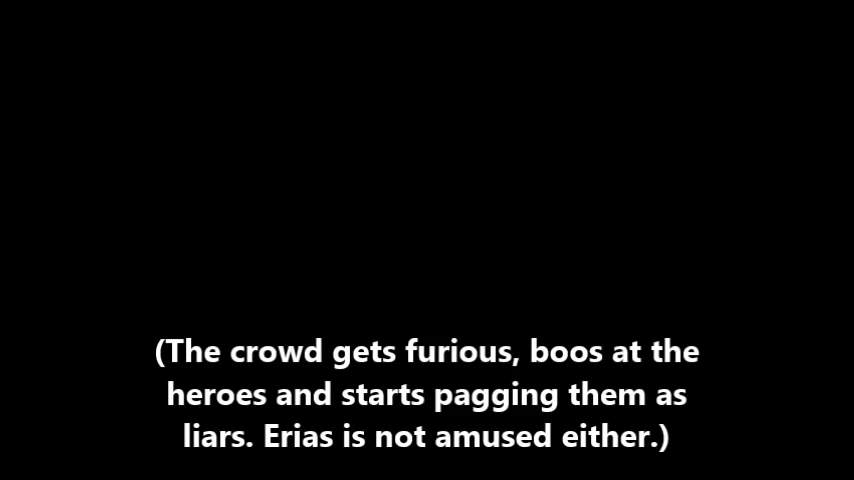 (The crowd gets furious, boos at the
heroes and starts pagging them as
liars. Erias is not amused either.)